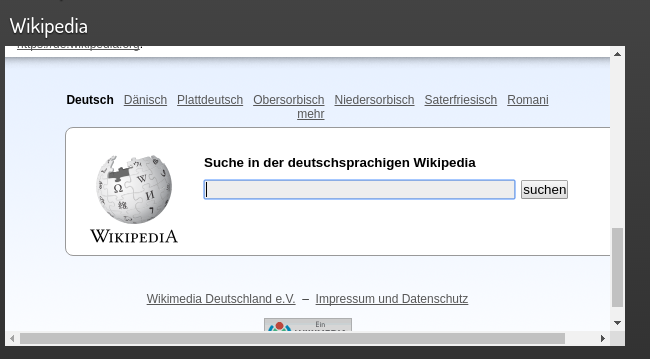 Wikipedia
https://de.wikipedia.org.
Deutsch Dänisch Plattdeutsch Obersorbisch Niedersorbisch Saterfriesisch Romani
mehr
Suche in der deutschsprachigen Wikipedia
suchen
WIKIPEDIA
Wikimedia Deutschland e.V. – Impressum und Datenschutz
Ein